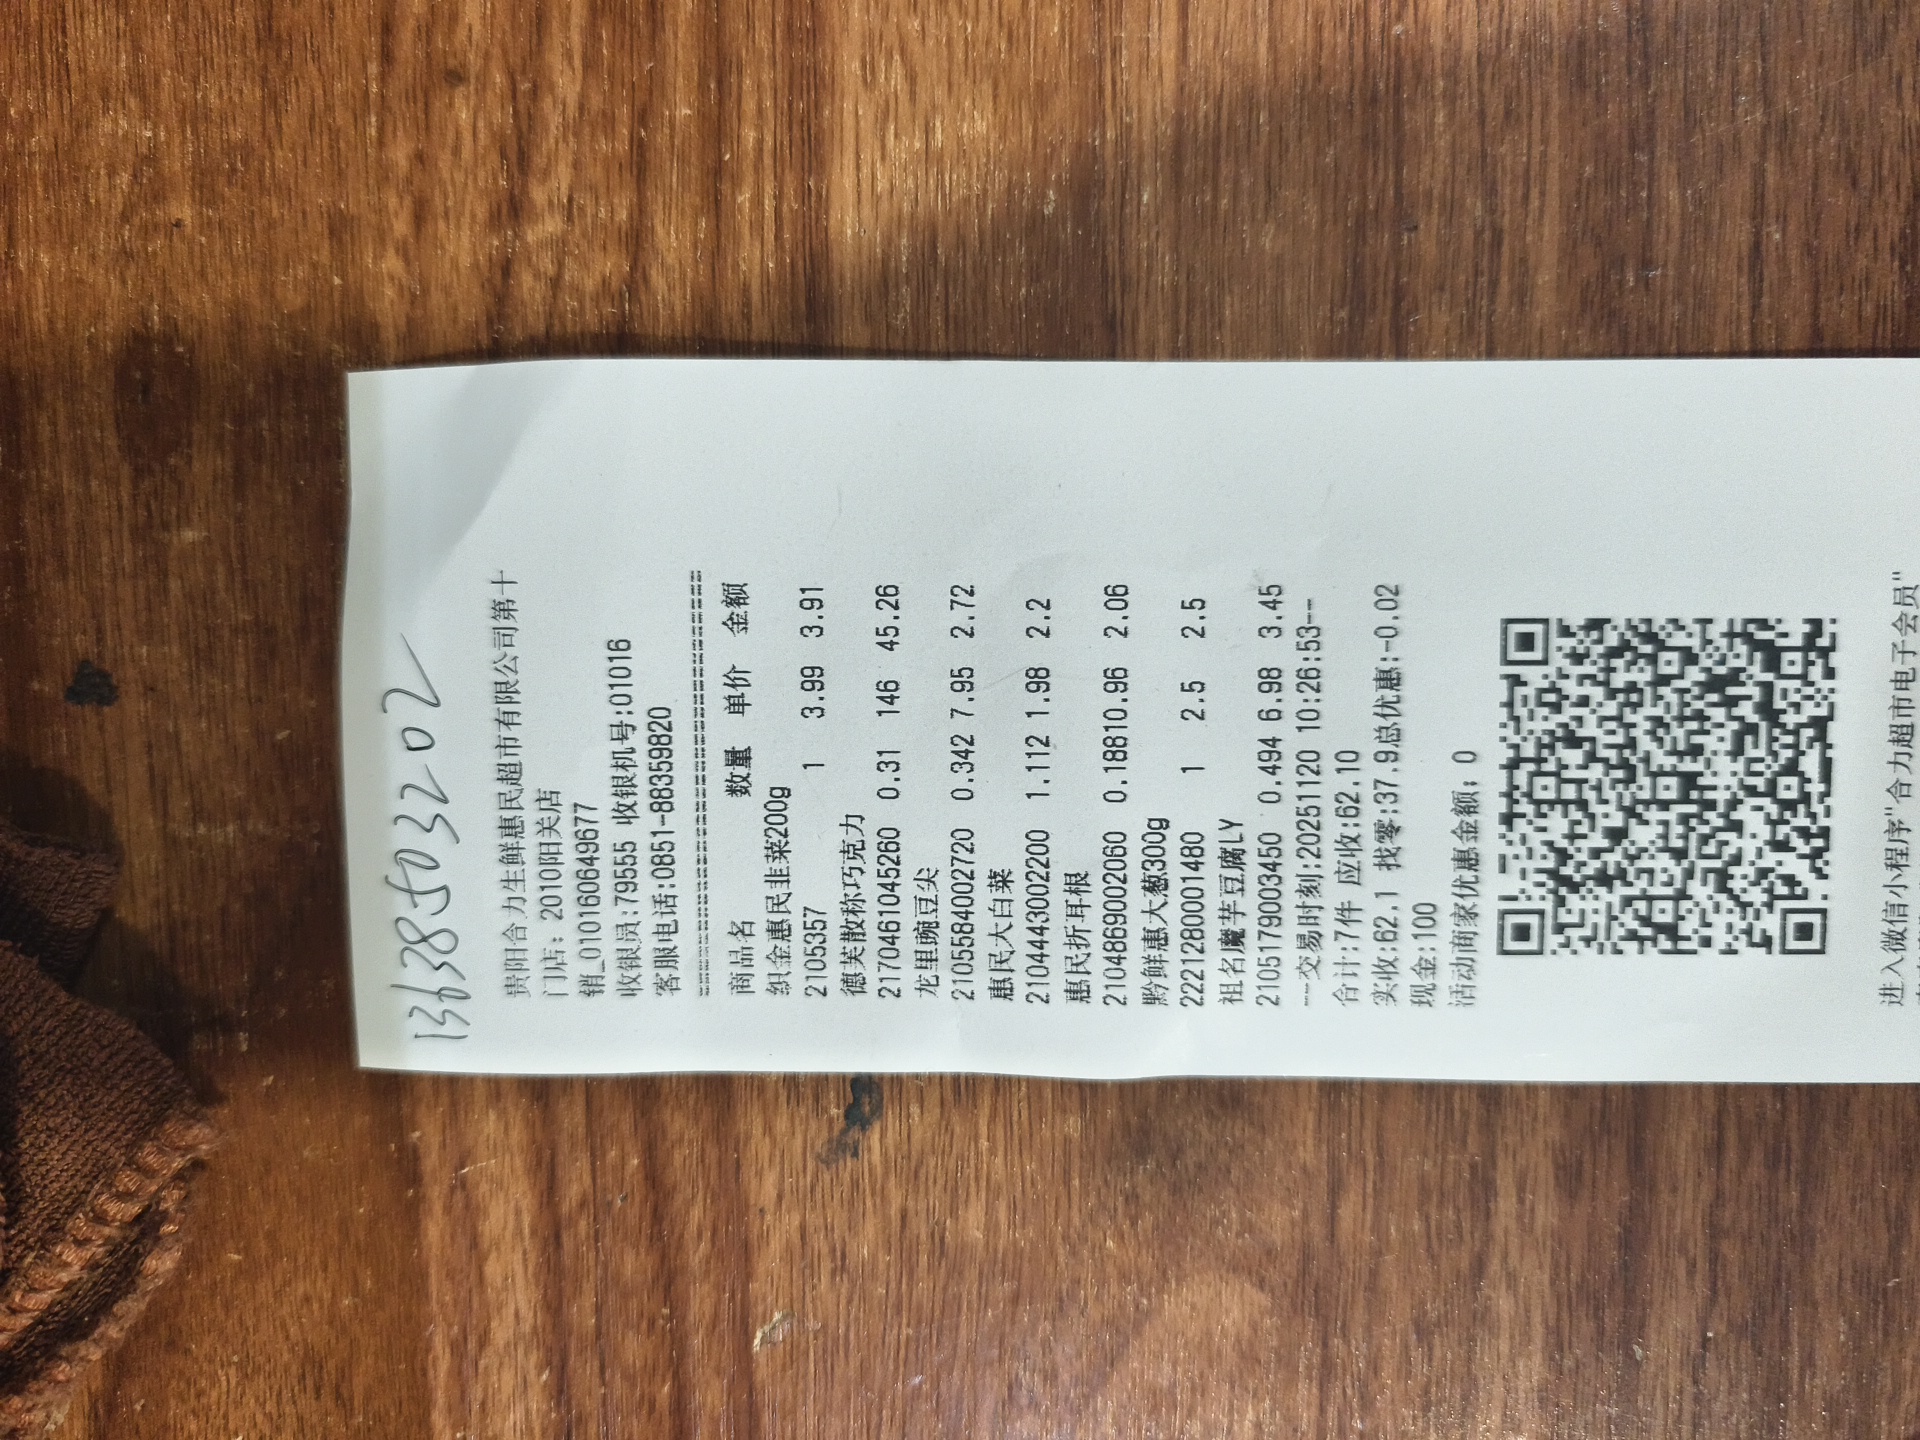 13638503202
贵阳合力生鲜惠民超市有限公司第十
门店: 2010阳关店
销_010116060649677
收银员:79555 收银机号:01016
客服电话:0851-88359820
商品名 数量 单价 金额
织金惠民韭菜200g
2105357 1 3.99 3.91
德芙散称巧克力
2170461045260 0.31 146 45.26
龙里豌豆尖
2105584002720 0.342 7.95 2.72
惠民大白菜
2104443002200 1.112 1.98 2.2
惠民折耳根
2104869002060 0.18810.96 2.06
黔鲜惠大葱300g
2221280001480 1 2.5 2.5
祖名魔芋豆腐LY
2105179003450 0.494 6.98 3.45
--交易时刻:20251120 10:26:53--
合计:7件 应收:62.10
实收:62.1 找零:37.9总优惠:-0.02
现金:100
活动商家优惠金额: 0
进入微信小程序"合力超市电子会员"